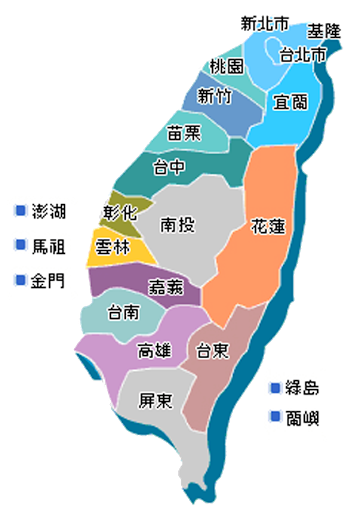 新北市
基隆
台北市
桃園
新竹
宜蘭
苗栗
台中
彰化
南投
花蓮
雲林
嘉義
台南
高雄
台東
屏東
澎湖
馬祖
金門
綠島
蘭嶼